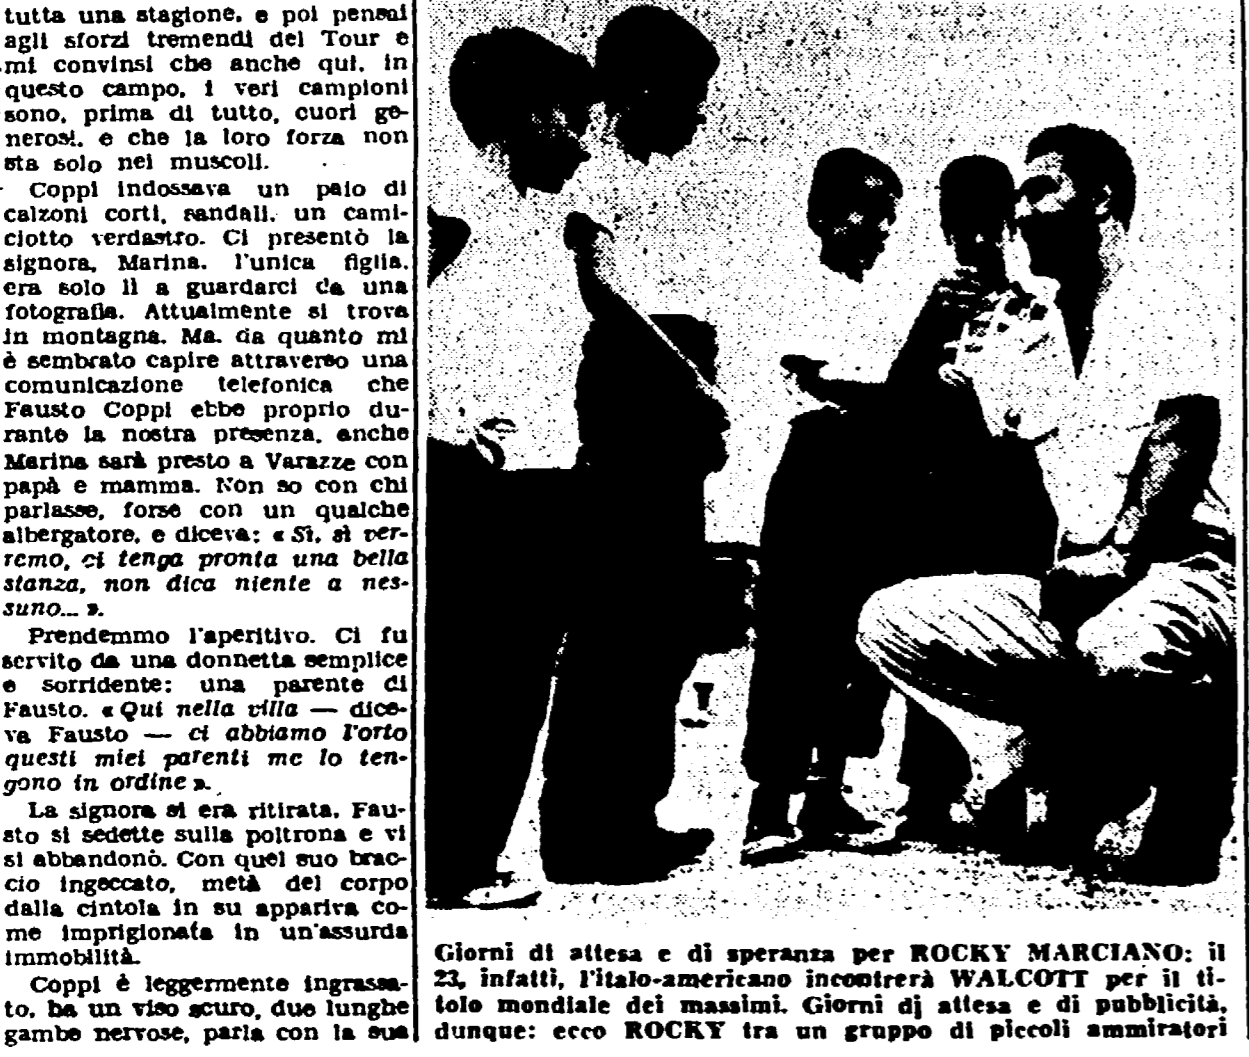 tutta una stagione, e poi pensai
agli sforzi tremendi del Tour e
mi convinsi che anche qui, in
questo campo, i veri campioni
sono, prima di tutto, cuori ge-
nerosi, e che la loro forza non
sta solo nei muscoli.
Coppi indossava un paio di
calzoni corti, sandali, un cami-
ciotto verdastro. Ci presentò la
signora. Marina, l'unica figlia,
era solo lì a guardarci da una
fotografia. Attualmente si trova
in montagna. Ma, da quanto mi
è sembrato capire attraverso una
comunicazione telefonica che
Fausto Coppi ebbe proprio du-
rante la nostra presenza, anche
Marina sarà presto a Varazze con
papà e mamma. Non so con chi
parlasse, forse con un qualche
albergatore, e diceva: « Sì, sì ver-
remo, ci tenga pronta una bella
stanza, non dica niente a nes-
suno... ».
Prendemmo l'aperitivo. Ci fu
servito da una donnetta semplice
e sorridente: una parente di
Fausto. « Qui nella villa — dice-
va Fausto — ci abbiamo l'orto
questi miei parenti me lo ten-
gono in ordine ».
La signora si era ritirata. Fau-
sto si sedette sulla poltrona e vi
si abbandonò. Con quel suo brac-
cio ingeccato, metà del corpo
dalla cintola in su appariva co-
me imprigionata in un'assurda
immobilità.
Coppi è leggermente ingrassa-
to, ha un viso scuro, due lunghe
gambe nervose, parla con la sua
Giorni di attesa e di speranza per ROCKY MARCIANO: il
23, infatti, l'italo-americano incontrerà WALCOTT per il ti-
tolo mondiale dei massimi. Giorni di attesa e di pubblicità,
dunque: ecco ROCKY tra un gruppo di piccoli ammiratori